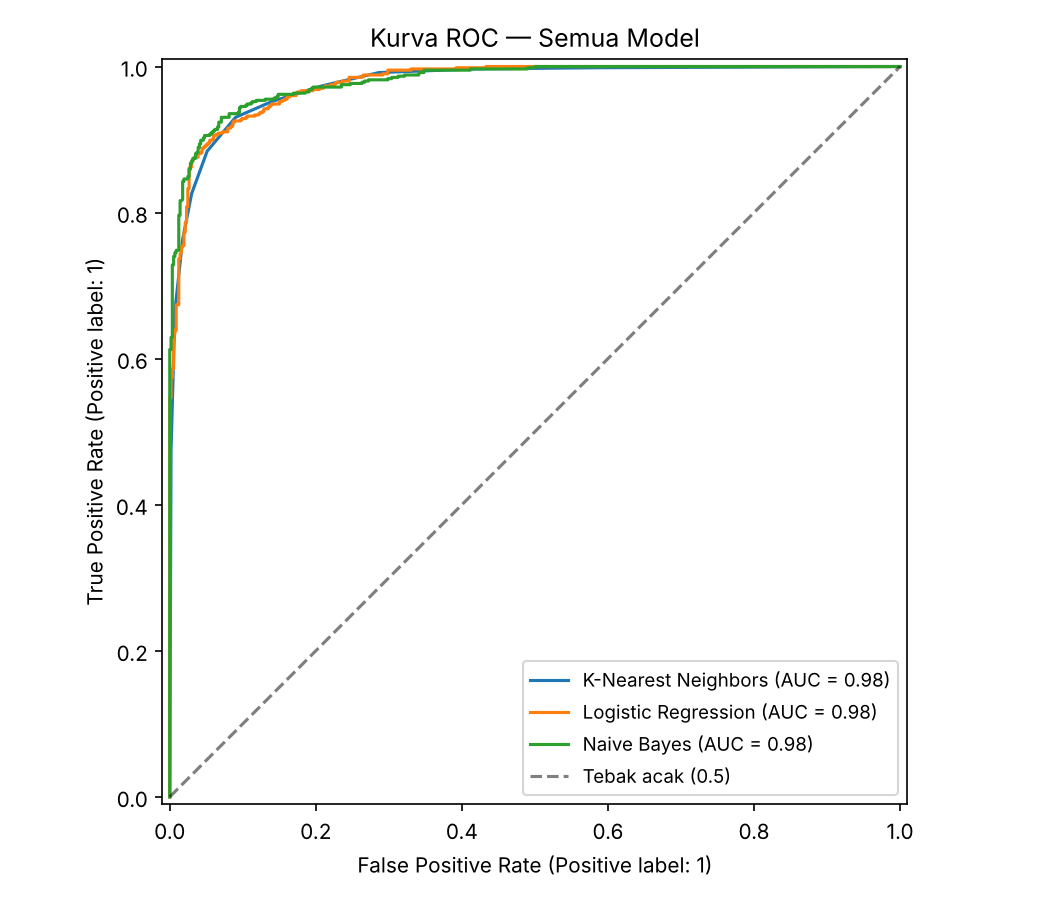 Kurva ROC — Semua Model
True Positive Rate (Positive label: 1)
1.0
0.8
0.6
0.4
0.2
0.0
0.0 0.2 0.4 0.6 0.8 1.0
False Positive Rate (Positive label: 1)
K-Nearest Neighbors (AUC = 0.98)
Logistic Regression (AUC = 0.98)
Naive Bayes (AUC = 0.98)
Tebak acak (0.5)